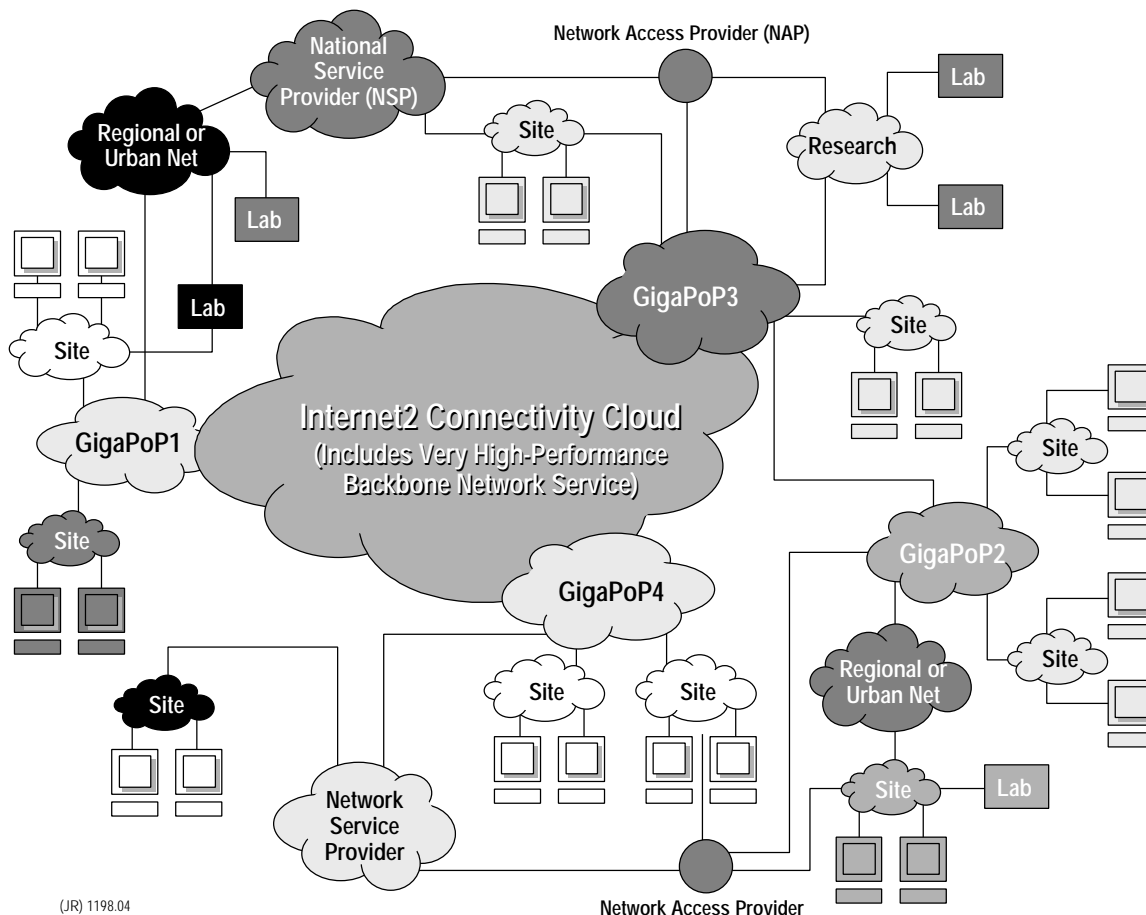 Network Access Provider (NAP)
National
Service
Provider (NSP)
Lab
Regional or
Urban Net
Site
Research
Lab
Lab
GigaPoP3
Lab
Site
Site
Internet2 Connectivity Cloud
(Includes Very High-Performance
Backbone Network Service)
GigaPoP1
Site
Site
GigaPoP2
GigaPoP4
Site
Regional or
Urban Net
Site
Site
Site
Site
Site
Lab
Network
Service
Provider
(JR) 1198.04
Network Access Provider